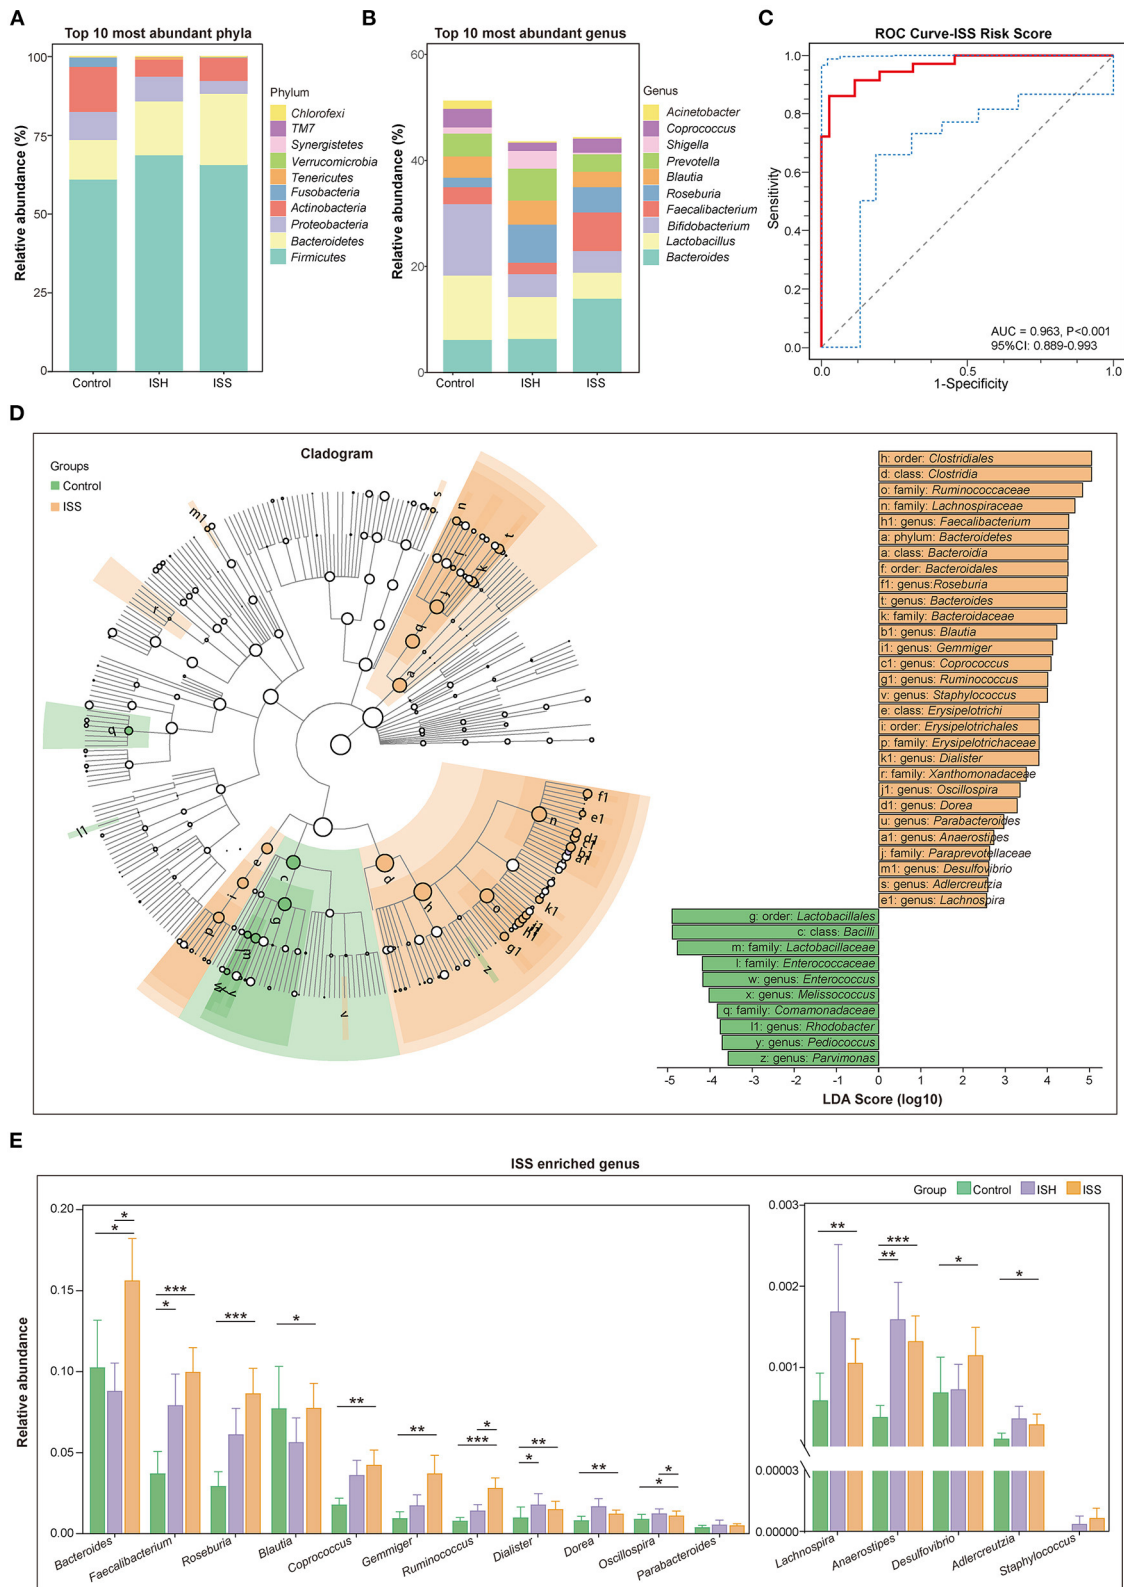 A
Top 10 most abundant phyla
Relative abundance (%)
100
75
50
25
0
Control
ISH
ISS
Phylum
Chlorofexi
TM7
Synergistetes
Verrucomicrobia
Tenericutes
Fusobacteria
Actinobacteria
Proteobacteria
Bacteroidetes
Firmicutes
B
Top 10 most abundant genus
Relative abundance (%)
60
40
20
0
Control
ISH
ISS
Genus
Acinetobacter
Coprococcus
Shigella
Prevotella
Blautia
Roseburia
Faecalibacterium
Bifidobacterium
Lactobacillus
Bacteroides
C
ROC Curve-ISS Risk Score
Sensitivity
1.0
0.8
0.6
0.4
0.2
0.0
AUC = 0.963, P<0.001
95%CI: 0.889-0.993
0.0
0.5
1.0
1-Specificity
D
Cladogram
Groups
Control
ISS
m1
s
n
t
l
k
f
b
a
r
q
l1
e
i
p
c
g
m
v
d
h
n
o
f1
e1
d1
k1
g1
z
h: order: Clostridiales
d: class: Clostridia
o: family: Ruminococcaceae
n: family: Lachnospiraceae
h1: genus: Faecalibacterium
a: phylum: Bacteroidetes
a: class: Bacteroidia
f: order: Bacteroidales
f1: genus:Roseburia
t: genus: Bacteroides
k: family: Bacteroidaceae
b1: genus: Blautia
i1: genus: Gemmiger
c1: genus: Coprococcus
g1: genus: Ruminococcus
v: genus: Staphylococcus
e: class: Erysipelotrichi
i: order: Erysipelotrichales
p: family: Erysipelotrichaceae
k1: genus: Dialister
r: family: Xanthomonadaceae
j1: genus: Oscillospira
d1: genus: Dorea
u: genus: Parabacteroides
a1: genus: Anaerostipes
j: family: Paraprevotellaceae
m1: genus: Desulfovibrio
s: genus: Adlercreutzia
e1: genus: Lachnospira
g: order: Lactobacillales
c: class: Bacilli
m: family: Lactobacillaceae
l: family: Enterococcaceae
w: genus: Enterococcus
x: genus: Melissococcus
q: family: Comamonadaceae
l1: genus: Rhodobacter
y: genus: Pediococcus
z: genus: Parvimonas
-5 -4 -3 -2 -1 0 1 2 3 4 5
LDA Score (log10)
E
ISS enriched genus
Relative abundance
0.20
0.15
0.10
0.05
0.00
* * *** * *** * ** ** * *** ** * ** * *
Bacteroides
Faecalibacterium
Roseburia
Blautia
Coprococcus
Gemmiger
Ruminococcus
Dialister
Dorea
Oscillospira
Parabacteroides
Group Control ISH ISS
0.003
0.002
0.001
0.00003
0.00000
** *** ** * *
Lachnospira
Anaerostipes
Desulfovibrio
Adlercreutzia
Staphylococcus